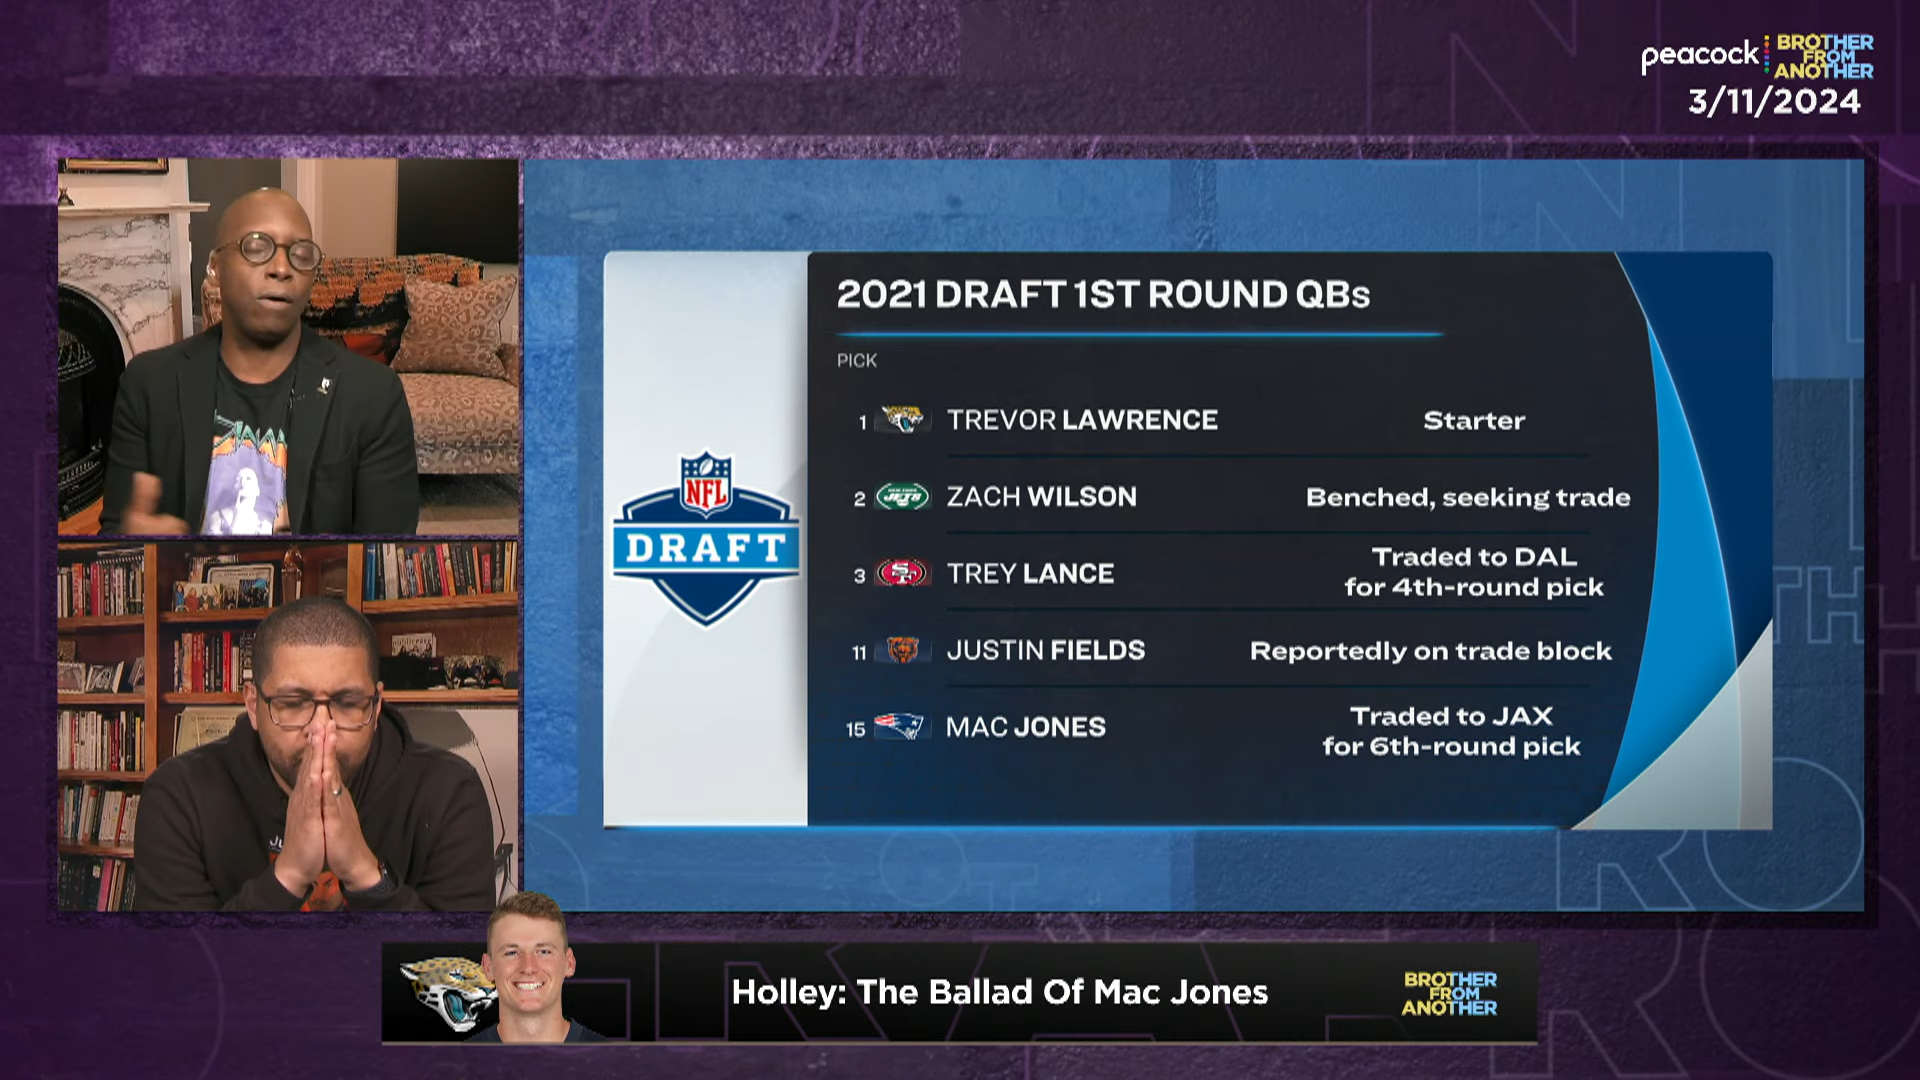 peacock
BROTHER
FROM
ANOTHER
3/11/2024
2021 DRAFT 1ST ROUND QBs
PICK
1 TREVOR LAWRENCE Starter
2 JETS ZACH WILSON Benched, seeking trade
3 SF TREY LANCE Traded to DAL
for 4th-round pick
11 JUSTIN FIELDS Reportedly on trade block
15 MAC JONES Traded to JAX
for 6th-round pick
NFL
DRAFT
Holley: The Ballad Of Mac Jones
BROTHER
FROM
ANOTHER